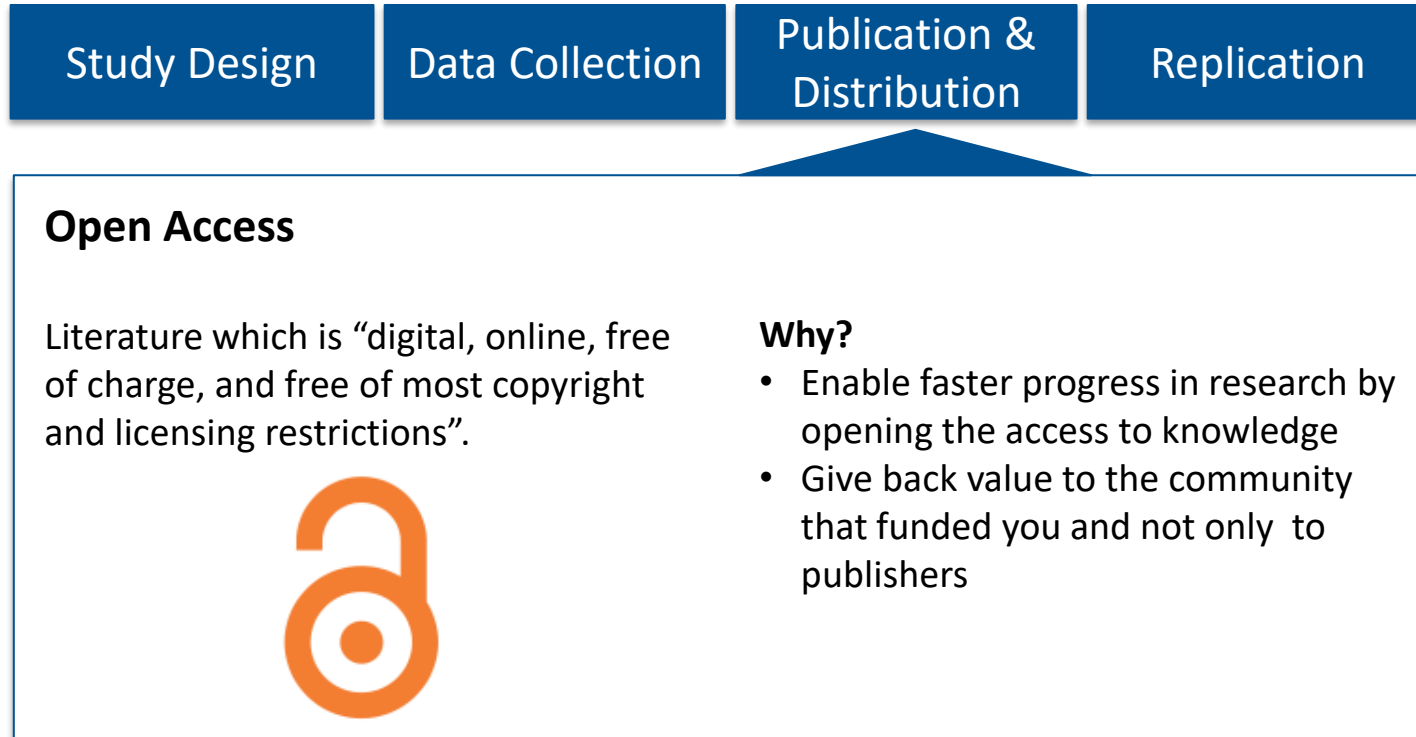 Study Design
Data Collection
Publication &
Distribution
Replication
Open Access
Literature which is “digital, online, free
of charge, and free of most copyright
and licensing restrictions”.
Why?
• Enable faster progress in research by
opening the access to knowledge
• Give back value to the community
that funded you and not only  to
publishers